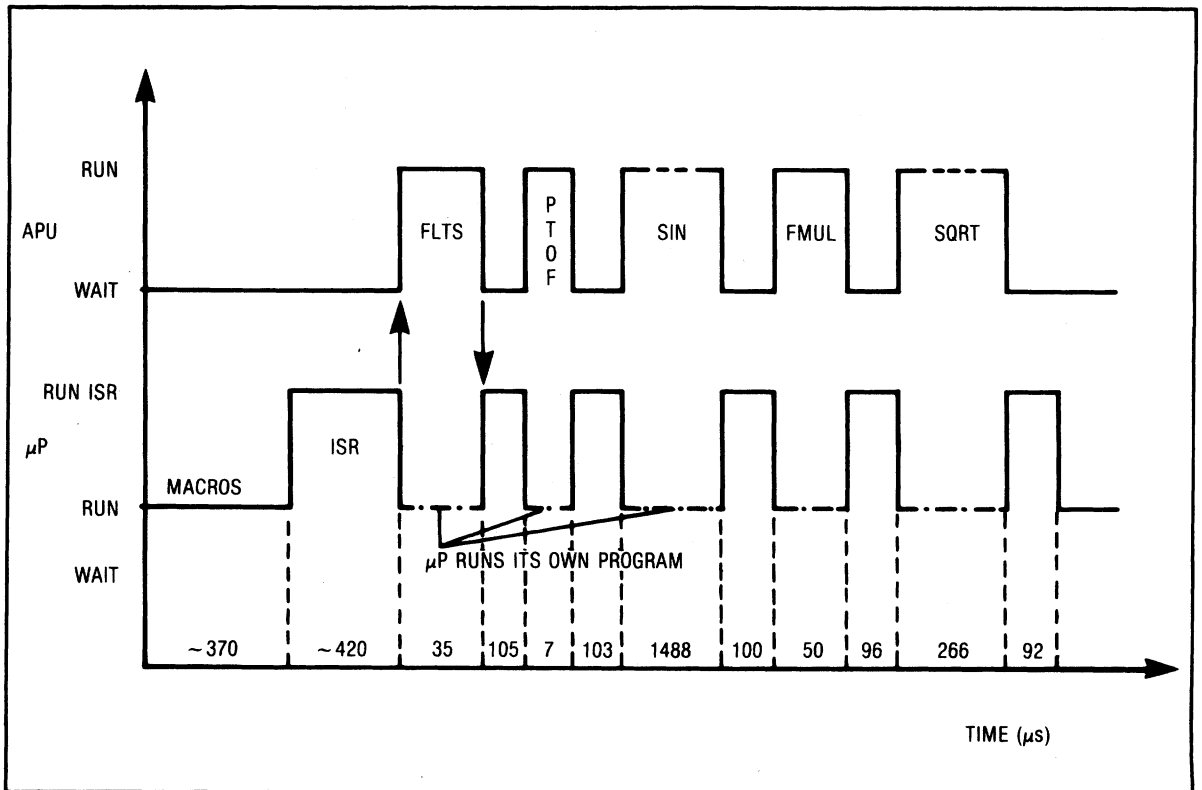 RUN
APU
WAIT
FLTS
PTOF
SIN
FMUL
SQRT
RUN ISR
μP
ISR
MACROS
RUN
μP RUNS ITS OWN PROGRAM
WAIT
~370 ~420 35 105 7 103 1488 100 50 96 266 92
TIME (μs)